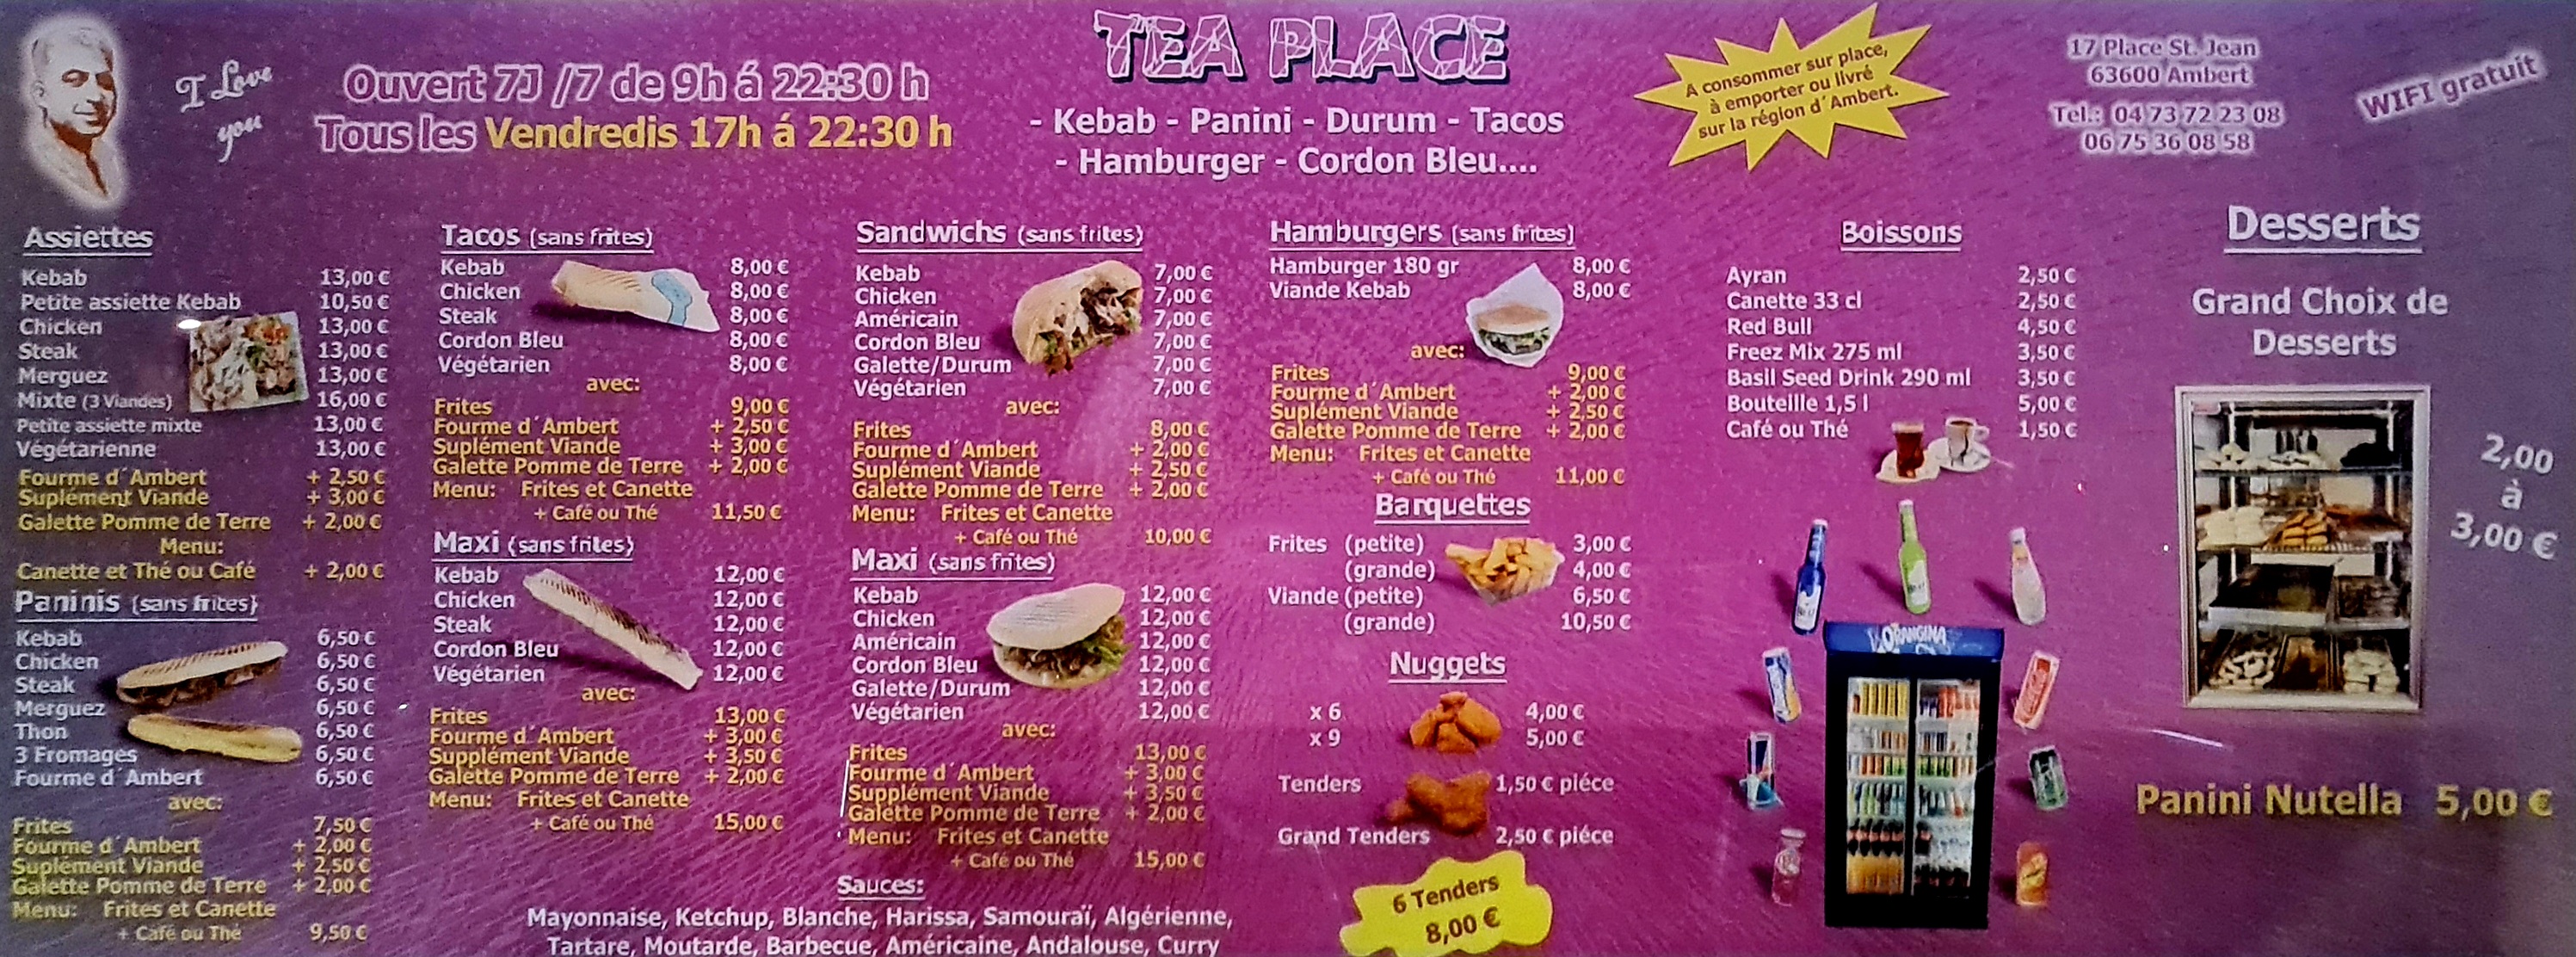 I Love
you
Ouvert 7J /7 de 9h á 22:30 h
Tous les Vendredis 17h á 22:30 h
TEA PLACE
- Kebab - Panini - Durum - Tacos
- Hamburger - Cordon Bleu....
A consommer sur place,
à emporter ou livré
sur la région d´Ambert.
17 Place St. Jean
63600 Ambert
Tel.: 04 73 72 23 08
06 75 36 08 58
WIFI gratuit
Assiettes
Kebab 13,00 €
Petite assiette Kebab 10,50 €
Chicken 13,00 €
Steak 13,00 €
Merguez 13,00 €
Mixte (3 Viandes) 16,00 €
Petite assiette mixte 13,00 €
Végétarienne 13,00 €
Fourme d´Ambert + 2,50 €
Suplément Viande + 3,00 €
Galette Pomme de Terre + 2,00 €
Menu:
Canette et Thé ou Café + 2,00 €
Paninis (sans frites)
Kebab 6,50 €
Chicken 6,50 €
Steak 6,50 €
Merguez 6,50 €
Thon 6,50 €
3 Fromages 6,50 €
Fourme d´Ambert 6,50 €
avec:
Frites 7,50 €
Fourme d´Ambert + 2,00 €
Suplément Viande + 2,50 €
Galette Pomme de Terre + 2,00 €
Menu: Frites et Canette
+ Café ou Thé 9,50 €
Tacos (sans frites)
Kebab 8,00 €
Chicken 8,00 €
Steak 8,00 €
Cordon Bleu 8,00 €
Végétarien 8,00 €
avec:
Frites 9,00 €
Fourme d´Ambert + 2,50 €
Suplément Viande + 3,00 €
Galette Pomme de Terre + 2,00 €
Menu: Frites et Canette
+ Café ou Thé 11,50 €
Maxi (sans frites)
Kebab 12,00 €
Chicken 12,00 €
Steak 12,00 €
Cordon Bleu 12,00 €
Végétarien 12,00 €
avec:
Frites 13,00 €
Fourme d´Ambert + 3,00 €
Supplément Viande + 3,50 €
Galette Pomme de Terre + 2,00 €
Menu: Frites et Canette
+ Café ou Thé 15,00 €
Sandwichs (sans frites)
Kebab 7,00 €
Chicken 7,00 €
Américain 7,00 €
Cordon Bleu 7,00 €
Galette/Durum 7,00 €
Végétarien 7,00 €
avec:
Frites 8,00 €
Fourme d´Ambert + 2,00 €
Suplément Viande + 2,50 €
Galette Pomme de Terre + 2,00 €
Menu: Frites et Canette
+ Café ou Thé 10,00 €
Maxi (sans frites)
Kebab 12,00 €
Chicken 12,00 €
Américain 12,00 €
Cordon Bleu 12,00 €
Galette/Durum 12,00 €
Végétarien 12,00 €
avec:
Frites 13,00 €
Fourme d´Ambert + 3,00 €
Supplément Viande + 3,50 €
Galette Pomme de Terre + 2,00 €
Menu: Frites et Canette
+ Café ou Thé 15,00 €
Sauces:
Mayonnaise, Ketchup, Blanche, Harissa, Samouraï, Algérienne,
Tartare, Moutarde, Barbecue, Américaine, Andalouse, Curry
Hamburgers (sans frites)
Hamburger 180 gr 8,00 €
Viande Kebab 8,00 €
avec:
Frites 9,00 €
Fourme d´Ambert + 2,00 €
Suplément Viande + 2,50 €
Galette Pomme de Terre + 2,00 €
Menu: Frites et Canette
+ Café ou Thé 11,00 €
Barquettes
Frites (petite) 3,00 €
(grande) 4,00 €
Viande (petite) 6,50 €
(grande) 10,50 €
Nuggets
x 6 4,00 €
x 9 5,00 €
Tenders 1,50 € piéce
Grand Tenders 2,50 € piéce
6 Tenders
8,00 €
Boissons
Ayran 2,50 €
Canette 33 cl 2,50 €
Red Bull 4,50 €
Freez Mix 275 ml 3,50 €
Basil Seed Drink 290 ml 3,50 €
Bouteille 1,5 l 5,00 €
Café ou Thé 1,50 €
ORANGINA
Desserts
Grand Choix de
Desserts
2,00
à
3,00 €
Panini Nutella 5,00 €